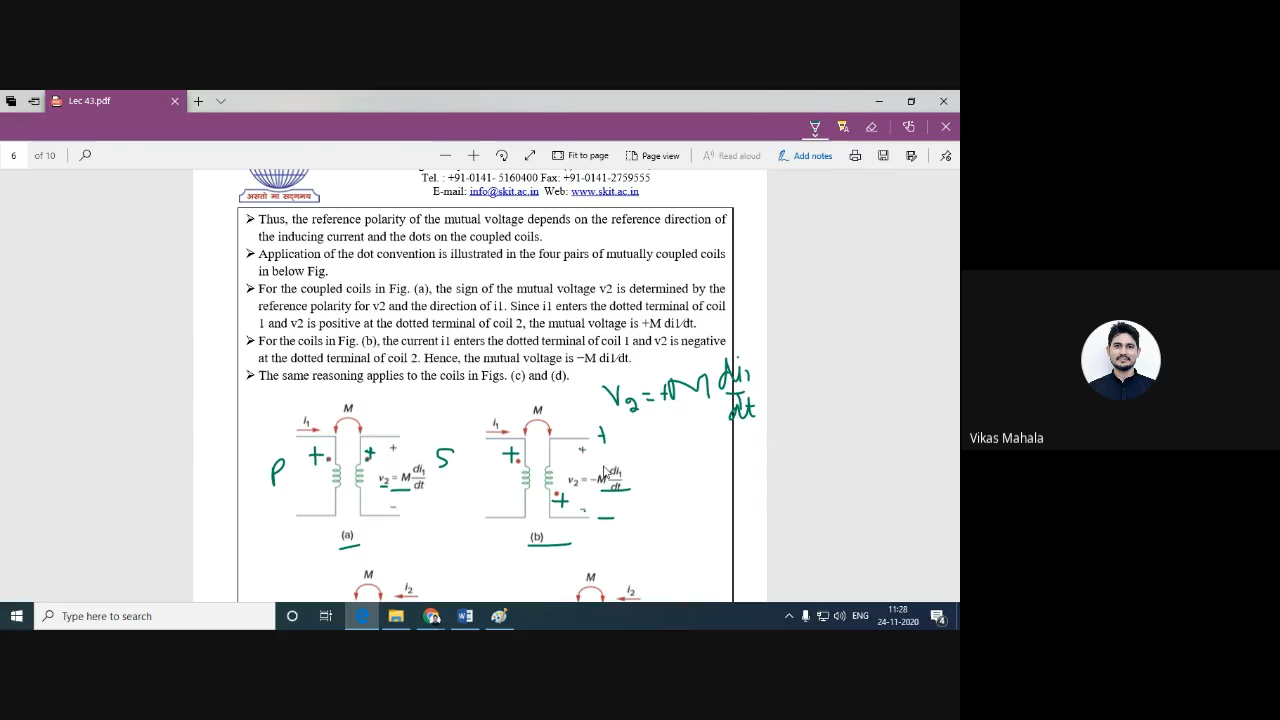 Lec 43.pdf
6 of 10
Fit to page
Page view
Read aloud
Add notes
Tel. : +91-0141- 5160400 Fax: +91-0141-2759555
E-mail: info@skit.ac.in Web: www.skit.ac.in
असतो मा सद्गमय
➢ Thus, the reference polarity of the mutual voltage depends on the reference direction of
the inducing current and the dots on the coupled coils.
➢ Application of the dot convention is illustrated in the four pairs of mutually coupled coils
in below Fig.
➢ For the coupled coils in Fig. (a), the sign of the mutual voltage v2 is determined by the
reference polarity for v2 and the direction of i1. Since i1 enters the dotted terminal of coil
1 and v2 is positive at the dotted terminal of coil 2, the mutual voltage is +M di1/dt.
➢ For the coils in Fig. (b), the current i1 enters the dotted terminal of coil 1 and v2 is negative
at the dotted terminal of coil 2. Hence, the mutual voltage is −M di1/dt.
➢ The same reasoning applies to the coils in Figs. (c) and (d).
V2 = +M di1/dt
M
i1
+ +
+
P
S
v2 = M di1/dt
−
(a)
M
i1
+
+
+
v2 = −M di1/dt
+
-
−
(b)
M
i2
M
i2
Vikas Mahala
Type here to search
ENG
11:28
24-11-2020
4